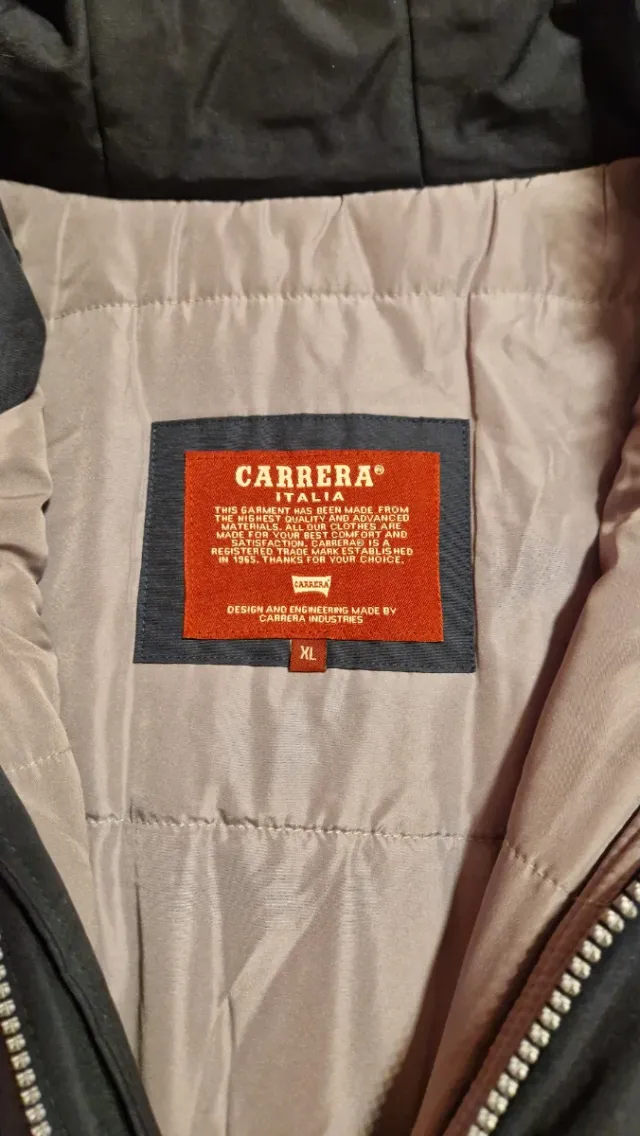 CARRERA®
ITALIA
THIS GARMENT HAS BEEN MADE FROM
THE HIGHEST QUALITY AND ADVANCED
MATERIALS. ALL OUR CLOTHES ARE
MADE FOR YOUR BEST COMFORT AND
SATISFACTION. CARRERA® IS A
REGISTERED TRADE MARK ESTABLISHED
IN 1965. THANKS FOR YOUR CHOICE.
CARRERA
DESIGN AND ENGINEERING MADE BY
CARRERA INDUSTRIES
XL